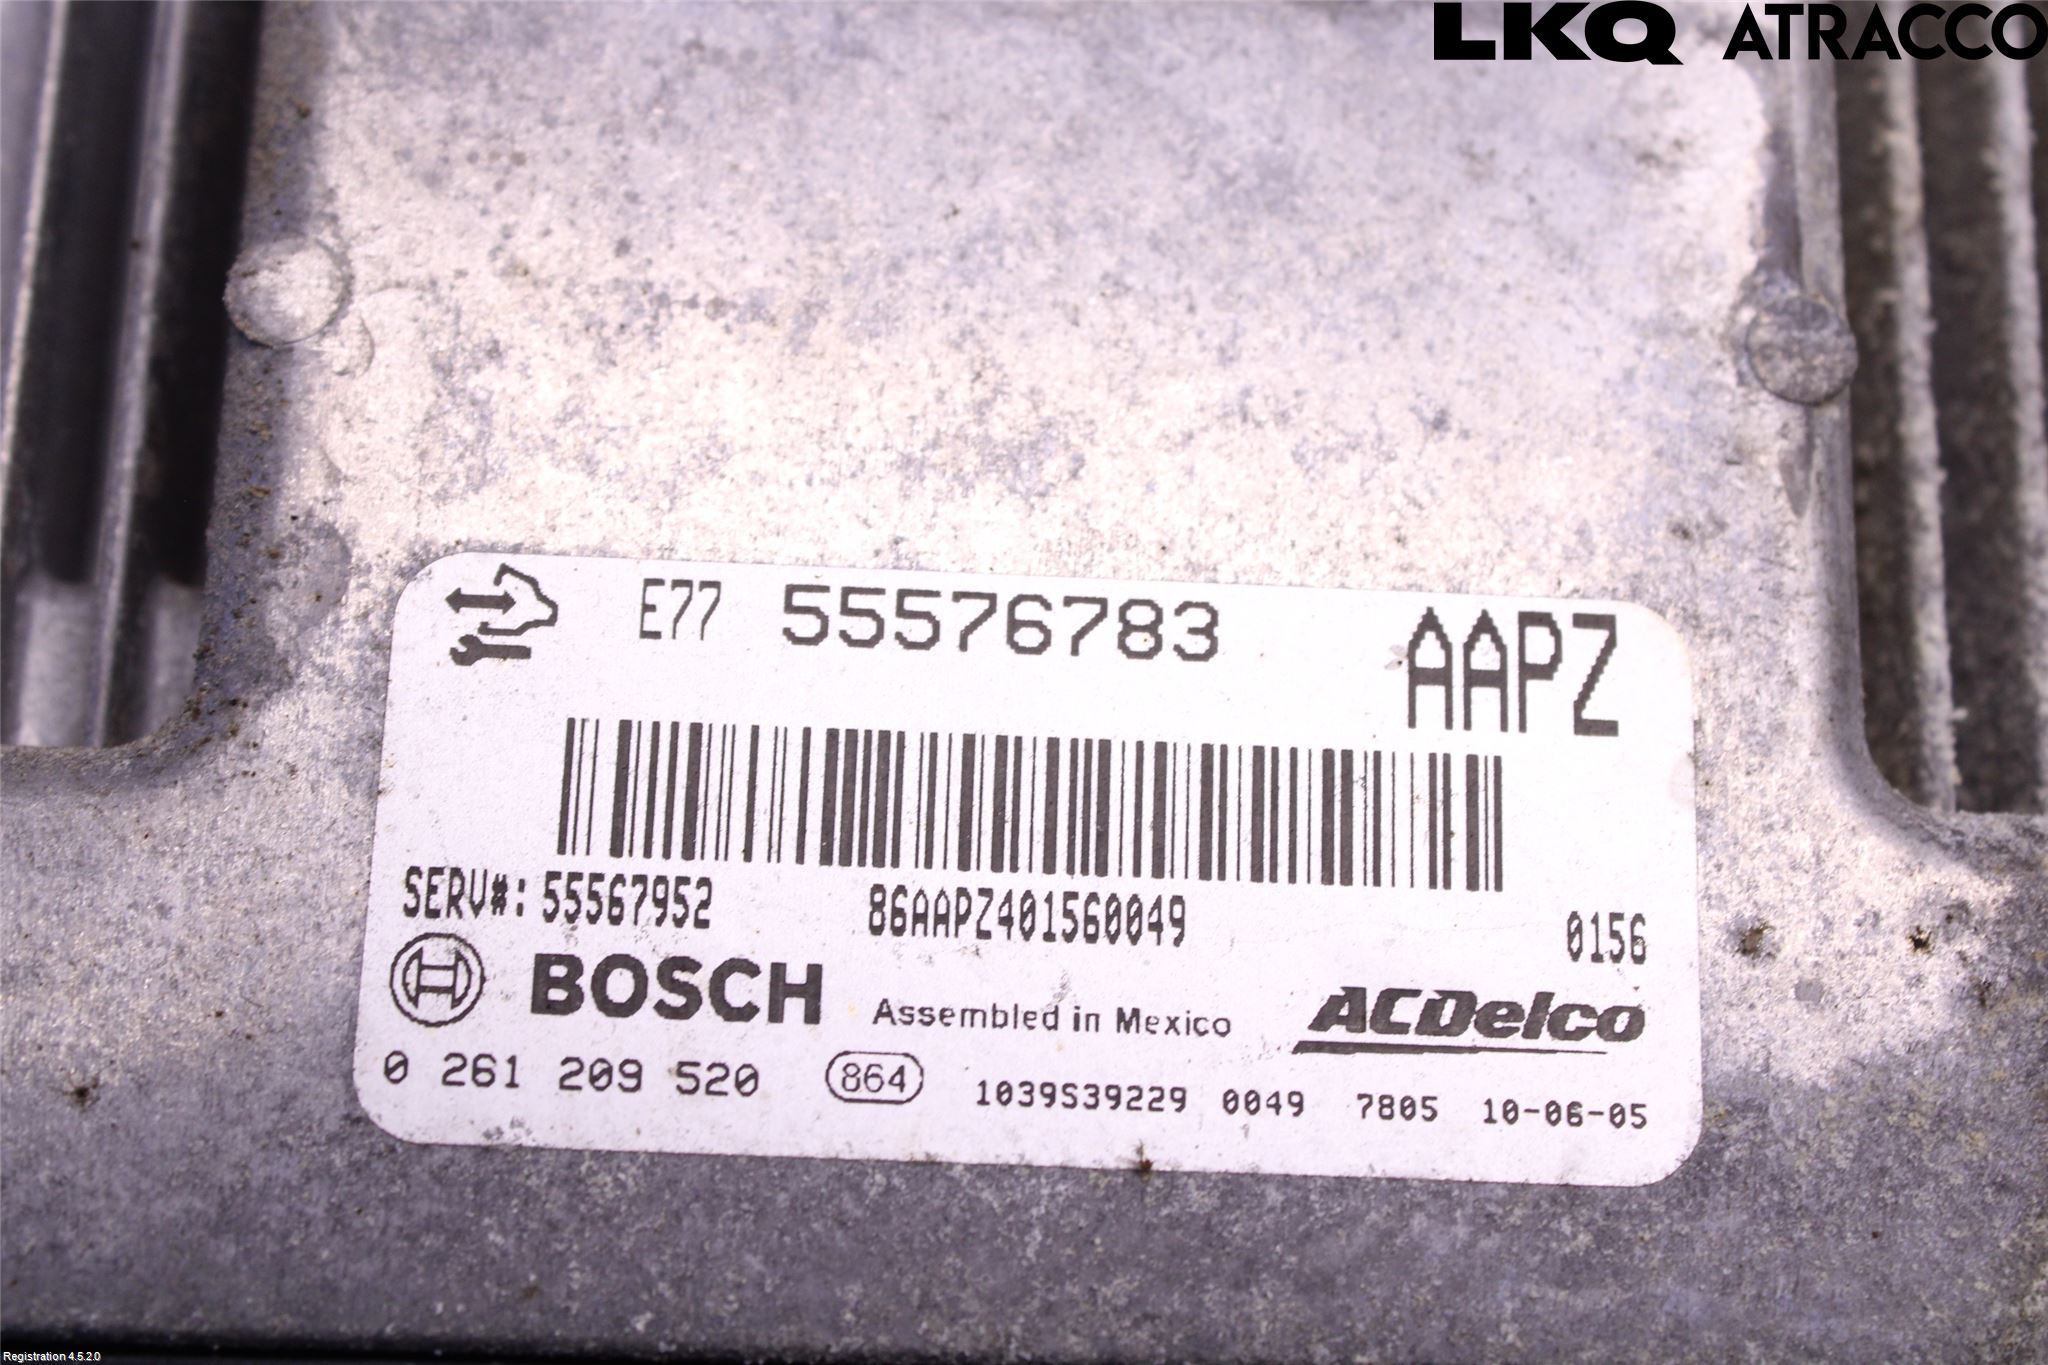 LKQ ATRACCO
E77 55576783 AAPZ
SERV#: 55567952 86AAPZ401560049 0156
BOSCH Assembled in Mexico ACDelco
0 261 209 520 864 1039S39229 0049 7805 10-06-05
Registration 4.5.2.0